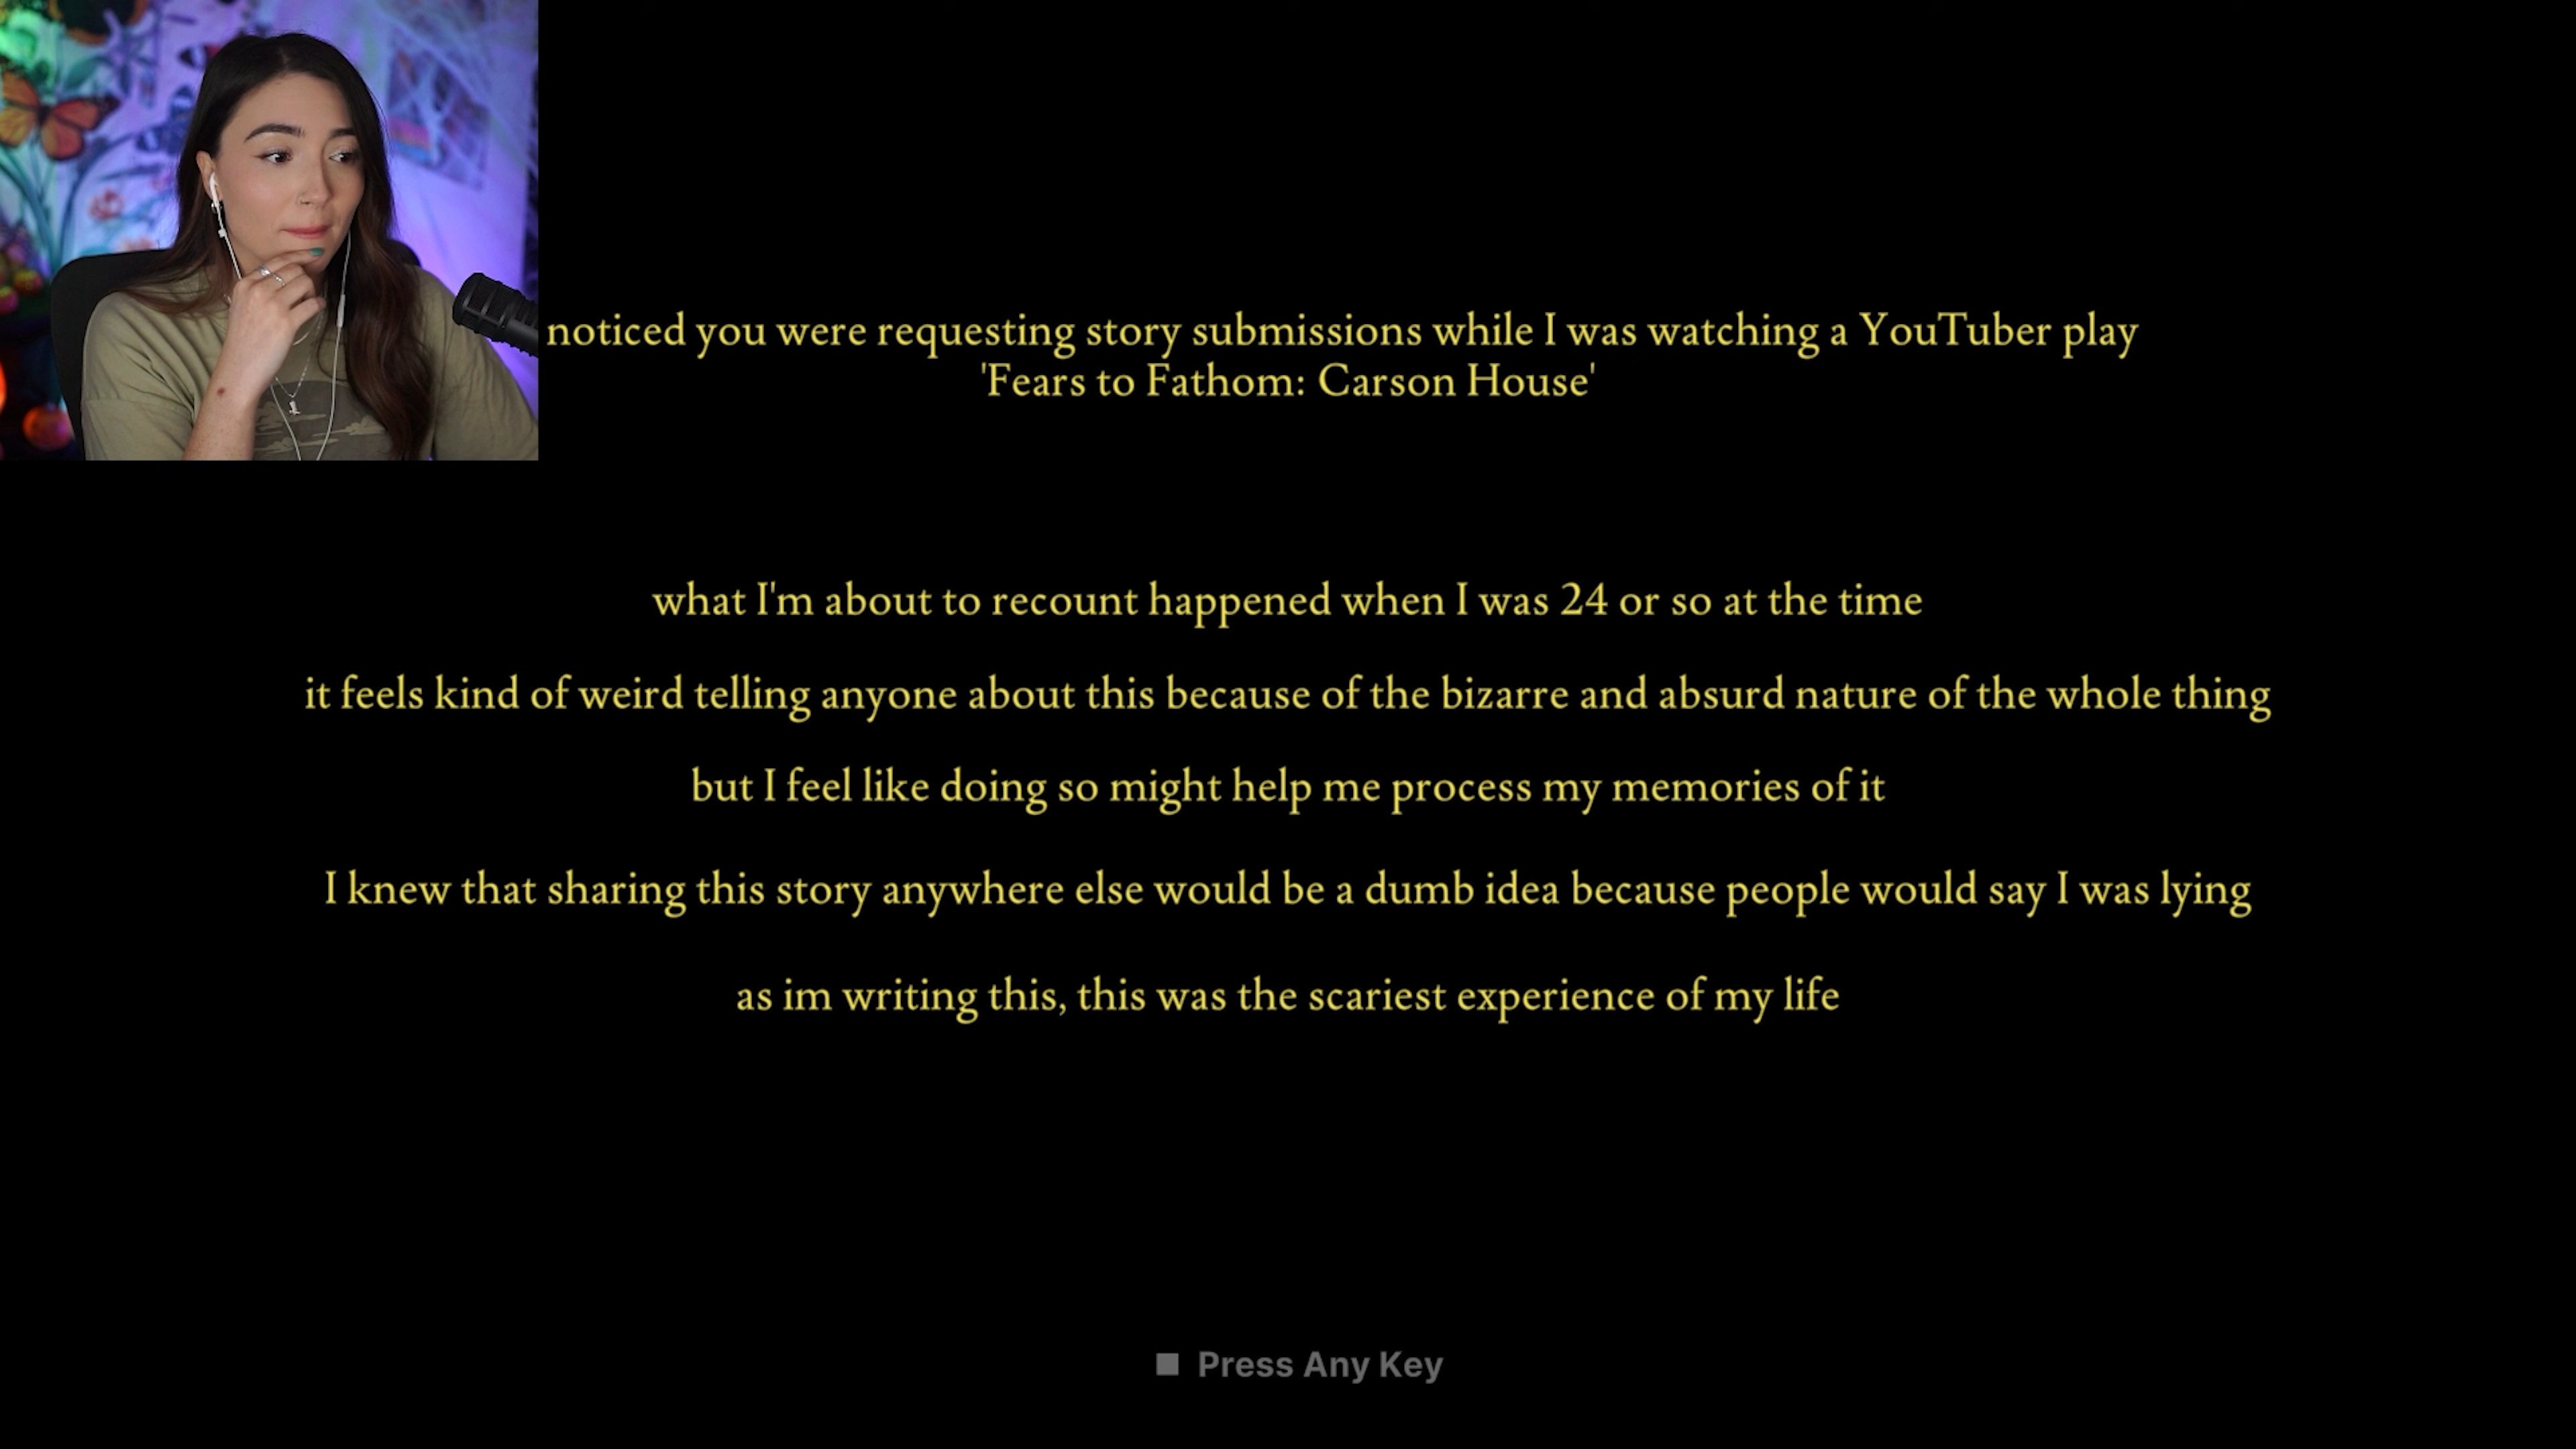 noticed you were requesting story submissions while I was watching a YouTuber play
'Fears to Fathom: Carson House'
what I'm about to recount happened when I was 24 or so at the time
it feels kind of weird telling anyone about this because of the bizarre and absurd nature of the whole thing
but I feel like doing so might help me process my memories of it
I knew that sharing this story anywhere else would be a dumb idea because people would say I was lying
as im writing this, this was the scariest experience of my life
Press Any Key